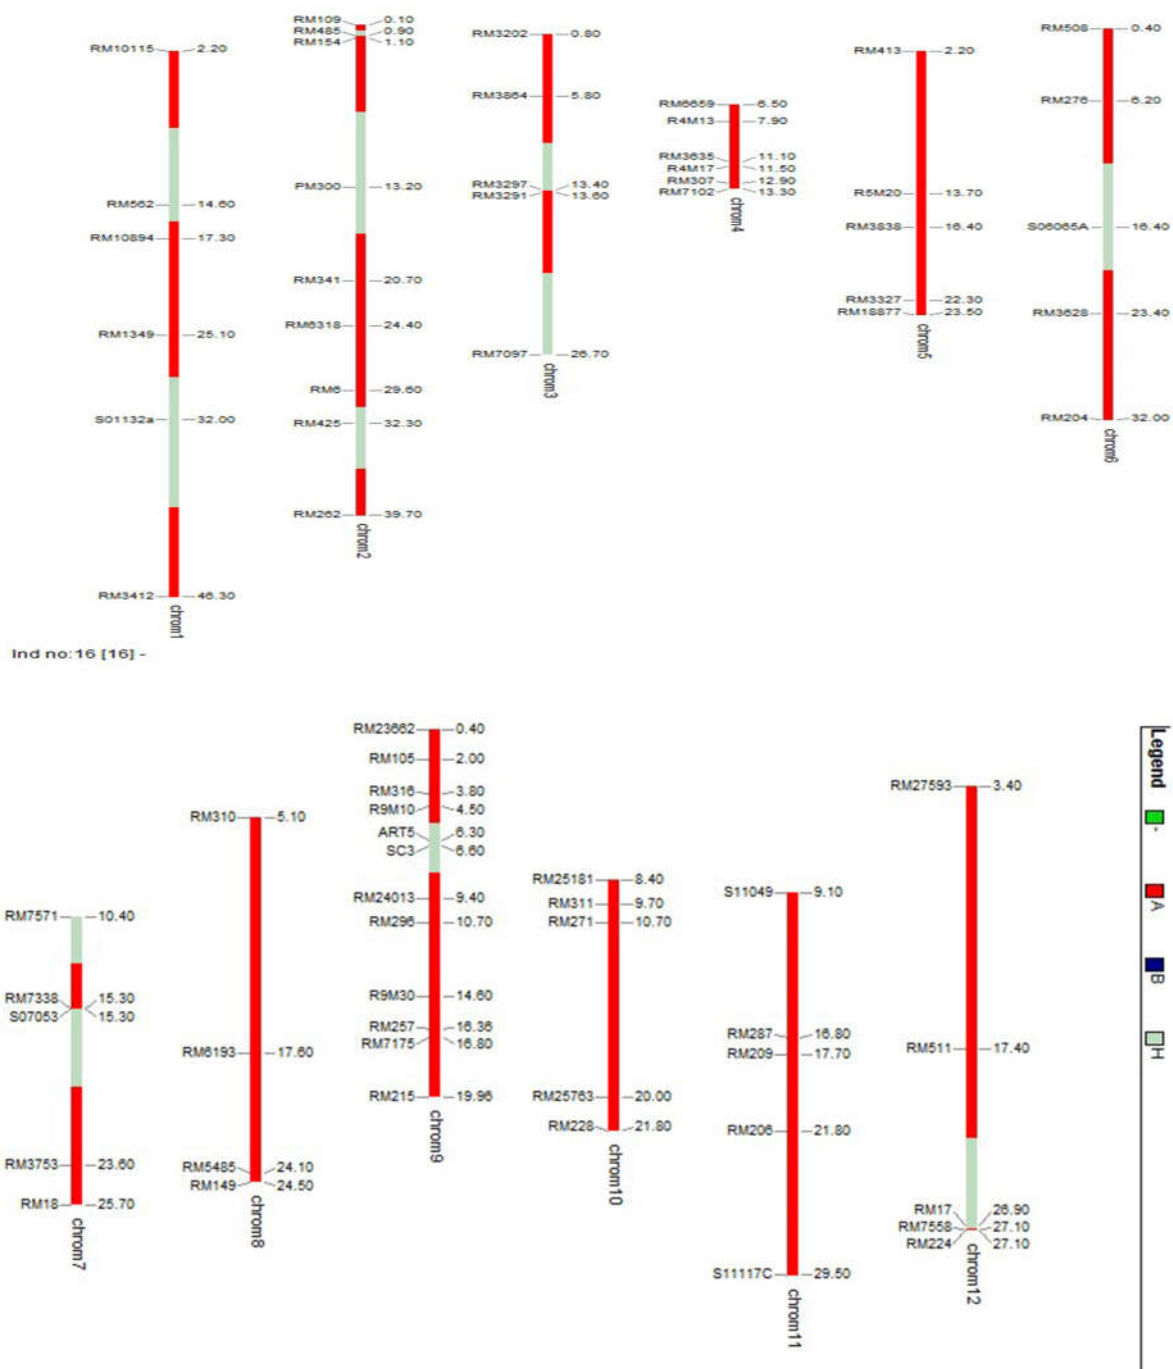 RM10115 2.20
RM562 14.60
RM10894 17.30
RM1349 25.10
S01132a 32.00
RM3412 46.30
chrom1
RM109 0.10
RM485 0.90
RM154 1.10
PM300 13.20
RM341 20.70
RM6318 24.40
RM6 29.60
RM425 32.30
RM262 39.70
chrom2
RM3202 0.80
RM3864 5.80
RM3297 13.40
RM3291 13.60
RM7097 26.70
chrom3
RM6659 6.50
R4M13 7.90
RM3635 11.10
R4M17 11.50
RM307 12.90
RM7102 13.30
chrom4
RM413 2.20
R5M20 13.70
RM3838 16.40
RM3327 22.30
RM18877 23.50
chrom5
RM508 0.40
RM276 6.20
S06065A 16.40
RM3628 23.40
RM204 32.00
chrom6
Ind no:16 [16] -
RM7571 10.40
RM7338 15.30
S07053 15.30
RM3753 23.60
RM18 25.70
chrom7
RM310 5.10
RM6193 17.60
RM5485 24.10
RM149 24.50
chrom8
RM23662 0.40
RM105 2.00
RM316 3.80
R9M10 4.50
ART5 6.30
SC3 6.60
RM24013 9.40
RM296 10.70
R9M30 14.60
RM257 16.36
RM7175 16.80
RM215 19.96
chrom9
RM25181 8.40
RM311 9.70
RM271 10.70
RM25763 20.00
RM228 21.80
chrom10
S11049 9.10
RM287 16.80
RM209 17.70
RM206 21.80
S11117C 29.50
chrom11
RM27593 3.40
RM511 17.40
RM17 26.90
RM7558 27.10
RM224 27.10
chrom12
Legend
-
A
B
H